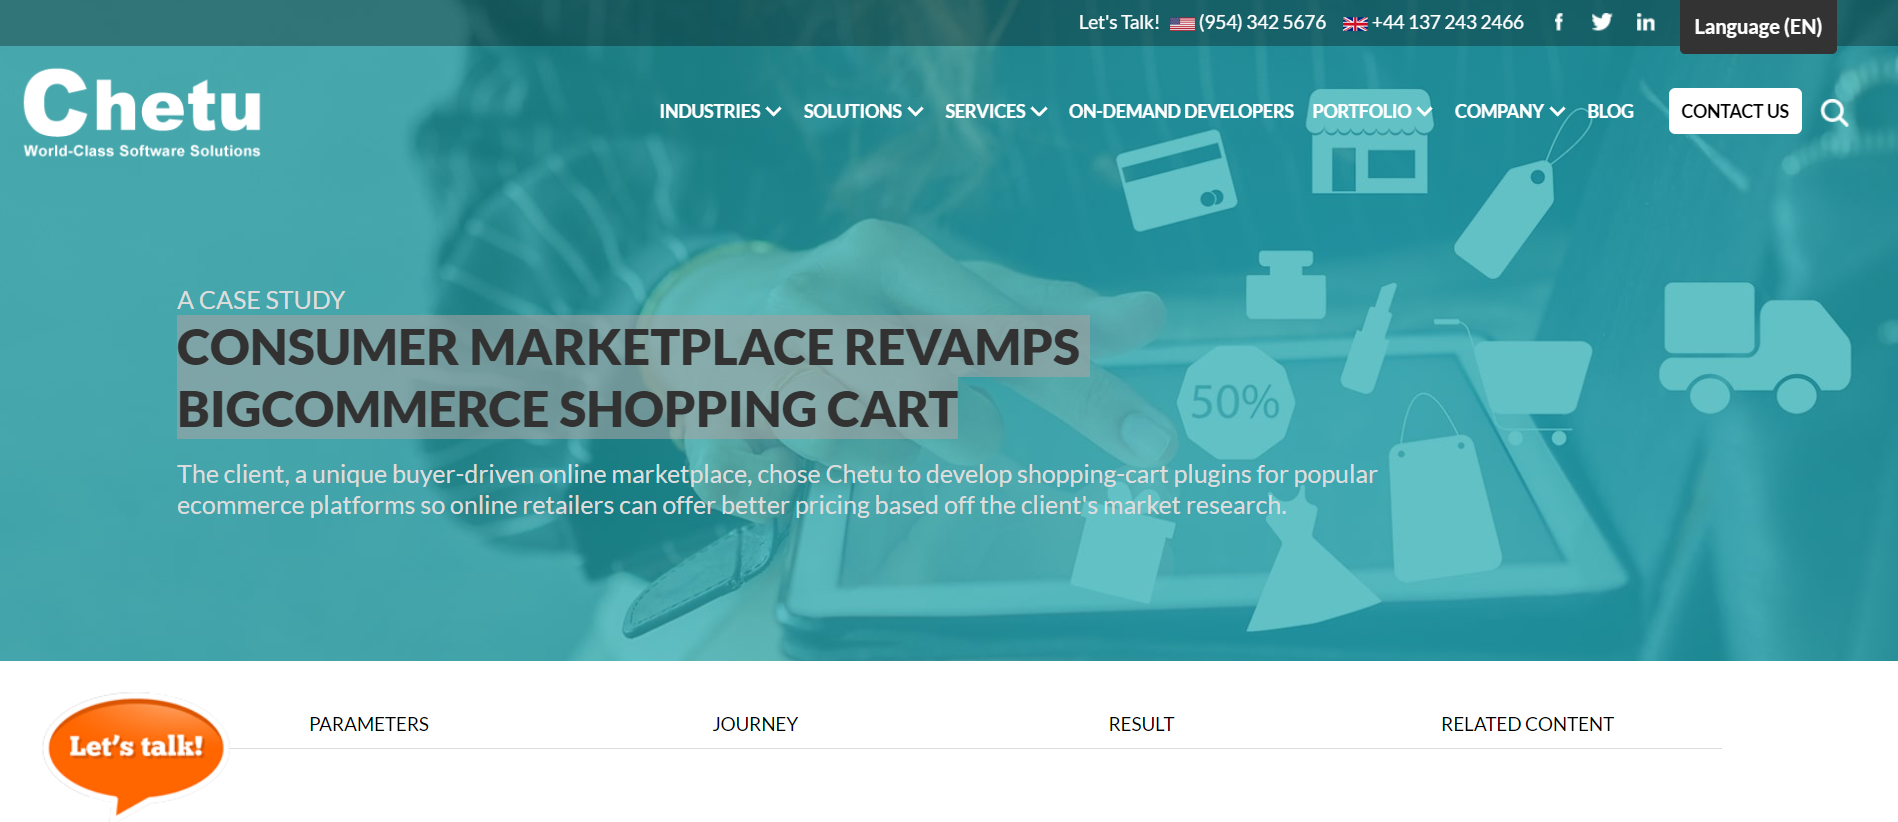 Let's Talk! (954) 342 5676 +44 137 243 2466 Language (EN)
Chetu
World-Class Software Solutions
INDUSTRIES SOLUTIONS SERVICES ON-DEMAND DEVELOPERS PORTFOLIO COMPANY BLOG CONTACT US
A CASE STUDY
CONSUMER MARKETPLACE REVAMPS
BIGCOMMERCE SHOPPING CART
50%
The client, a unique buyer-driven online marketplace, chose Chetu to develop shopping-cart plugins for popular
ecommerce platforms so online retailers can offer better pricing based off the client's market research.
PARAMETERS JOURNEY RESULT RELATED CONTENT
Let's talk!